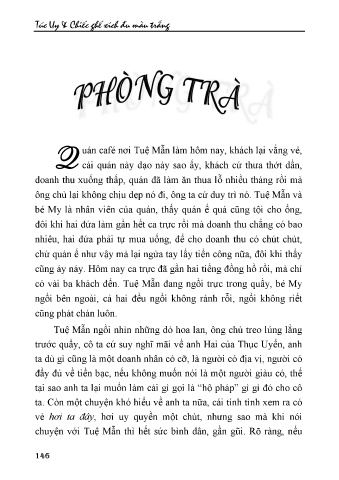 Túc Uy & Chiếc ghế xích đu màu trắng
PHÒNG TRÀ
Quán café nơi Tuệ Mẫn làm hôm nay, khách lại vắng vẻ,
cái quán này dạo này sao ấy, khách cứ thưa thớt dần,
doanh thu xuống thấp, quán đã làm ăn thua lỗ nhiều tháng rồi mà
ông chủ lại không chịu dẹp nó đi, ông ta cứ duy trì nó. Tuệ Mẫn và
bé My là nhân viên của quán, thấy quán ế quá cũng tội cho ổng,
đôi khi hai đứa làm gần hết ca trực rồi mà doanh thu chẳng có bao
nhiêu, hai đứa phải tự mua uống, để cho doanh thu có chút chút,
chứ quán ế như vậy mà lại ngửa tay lấy tiền công nữa, đôi khi thấy
cũng áy náy. Hôm nay ca trực đã gần hai tiếng đồng hồ rồi, mà chỉ
có vài ba khách đến. Tuệ Mẫn đang ngồi trực trong quầy, bé My
ngồi bên ngoài, cả hai đều ngồi không rảnh rỗi, ngồi không riết
cũng phát chán luôn.
Tuệ Mẫn ngồi nhìn những dò hoa lan, ông chủ treo lủng lẳng
trước quầy, cô ta cứ suy nghĩ mãi về anh Hai của Thục Uyển, anh
ta dù gì cũng là một doanh nhân có cỡ, là người có địa vị, người có
đầy đủ về tiền bạc, nếu không muốn nói là một người giàu có, thế
tại sao anh ta lại muốn làm cái gì gọi là “hộ pháp” gì gì đó cho cô
ta. Còn một chuyện khó hiểu về anh ta nữa, cái tính tình xem ra có
vẻ hơi ta đây, hơi uy quyền một chút, nhưng sao mà khi nói
chuyện với Tuệ Mẫn thì hết sức bình dân, gần gũi. Rõ ràng, nếu
146